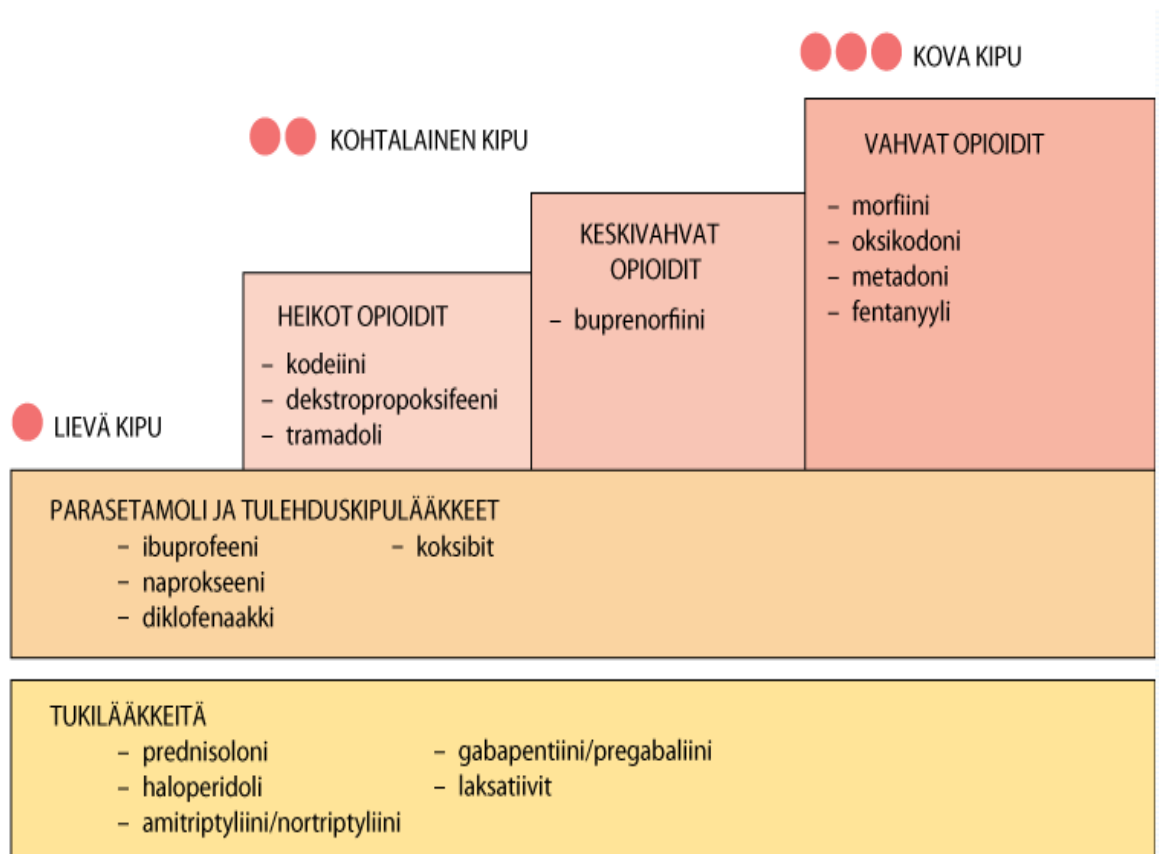 KOVA KIPU
KOHTALAINEN KIPU
VAHVAT OPIOIDIT
– morfiini
– oksikodoni
– metadoni
– fentanyyli
KESKIVAHVAT
OPIOIDIT
– buprenorfiini
HEIKOT OPIOIDIT
– kodeiini
– dekstropropoksifeeni
– tramadoli
LIEVÄ KIPU
PARASETAMOLI JA TULEHDUSKIPULÄÄKKEET
– ibuprofeeni
– naprokseeni
– diklofenaakki
– koksibit
TUKILÄÄKKEITÄ
– prednisoloni
– haloperidoli
– amitriptyliini/nortriptyliini
– gabapentiini/pregabaliini
– laksatiivit